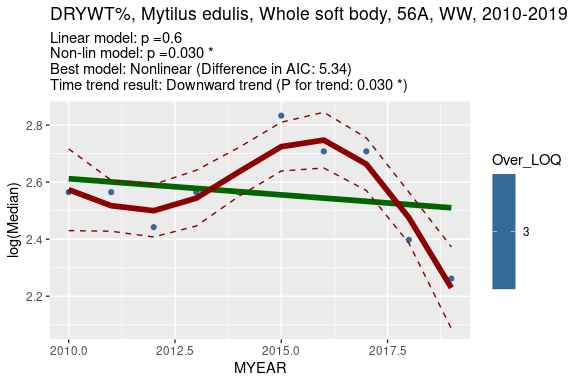 DRYWT%, Mytilus edulis, Whole soft body, 56A, WW, 2010-2019
Linear model: p =0.6
Non-lin model: p =0.030 *
Best model: Nonlinear (Difference in AIC: 5.34)
Time trend result: Downward trend (P for trend: 0.030 *)
Over_LOQ
3
log(Median)
2.8
2.6
2.4
2.2
2010.0 2012.5 2015.0 2017.5
MYEAR